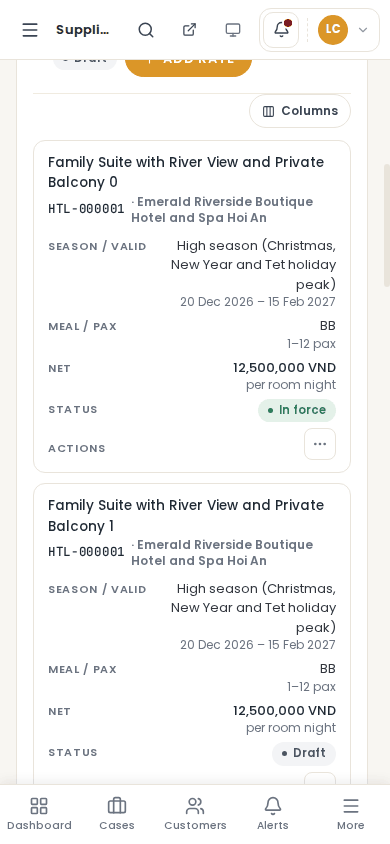 Suppli...
LC
Draft
ADD RATE
Columns
Family Suite with River View and Private
Balcony 0
HTL-000001 · Emerald Riverside Boutique
Hotel and Spa Hoi An
SEASON / VALID High season (Christmas,
New Year and Tet holiday
peak)
20 Dec 2026 – 15 Feb 2027
MEAL / PAX BB
1–12 pax
NET 12,500,000 VND
per room night
STATUS In force
ACTIONS
Family Suite with River View and Private
Balcony 1
HTL-000001 · Emerald Riverside Boutique
Hotel and Spa Hoi An
SEASON / VALID High season (Christmas,
New Year and Tet holiday
peak)
20 Dec 2026 – 15 Feb 2027
MEAL / PAX BB
1–12 pax
NET 12,500,000 VND
per room night
STATUS Draft
Dashboard Cases Customers Alerts More